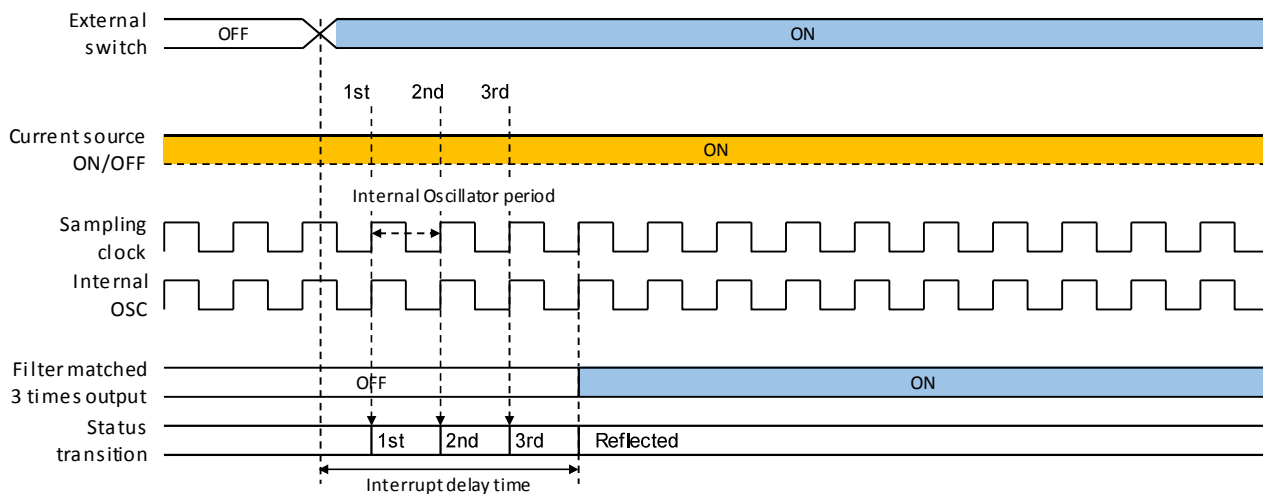 External
switch
OFF
ON
1st
2nd
3rd
Current source
ON/OFF
ON
Internal Oscillator period
Sampling
clock
Internal
OSC
Filter matched
3 times output
OFF
ON
Status
transition
1st
2nd
3rd
Reflected
Interrupt delay time